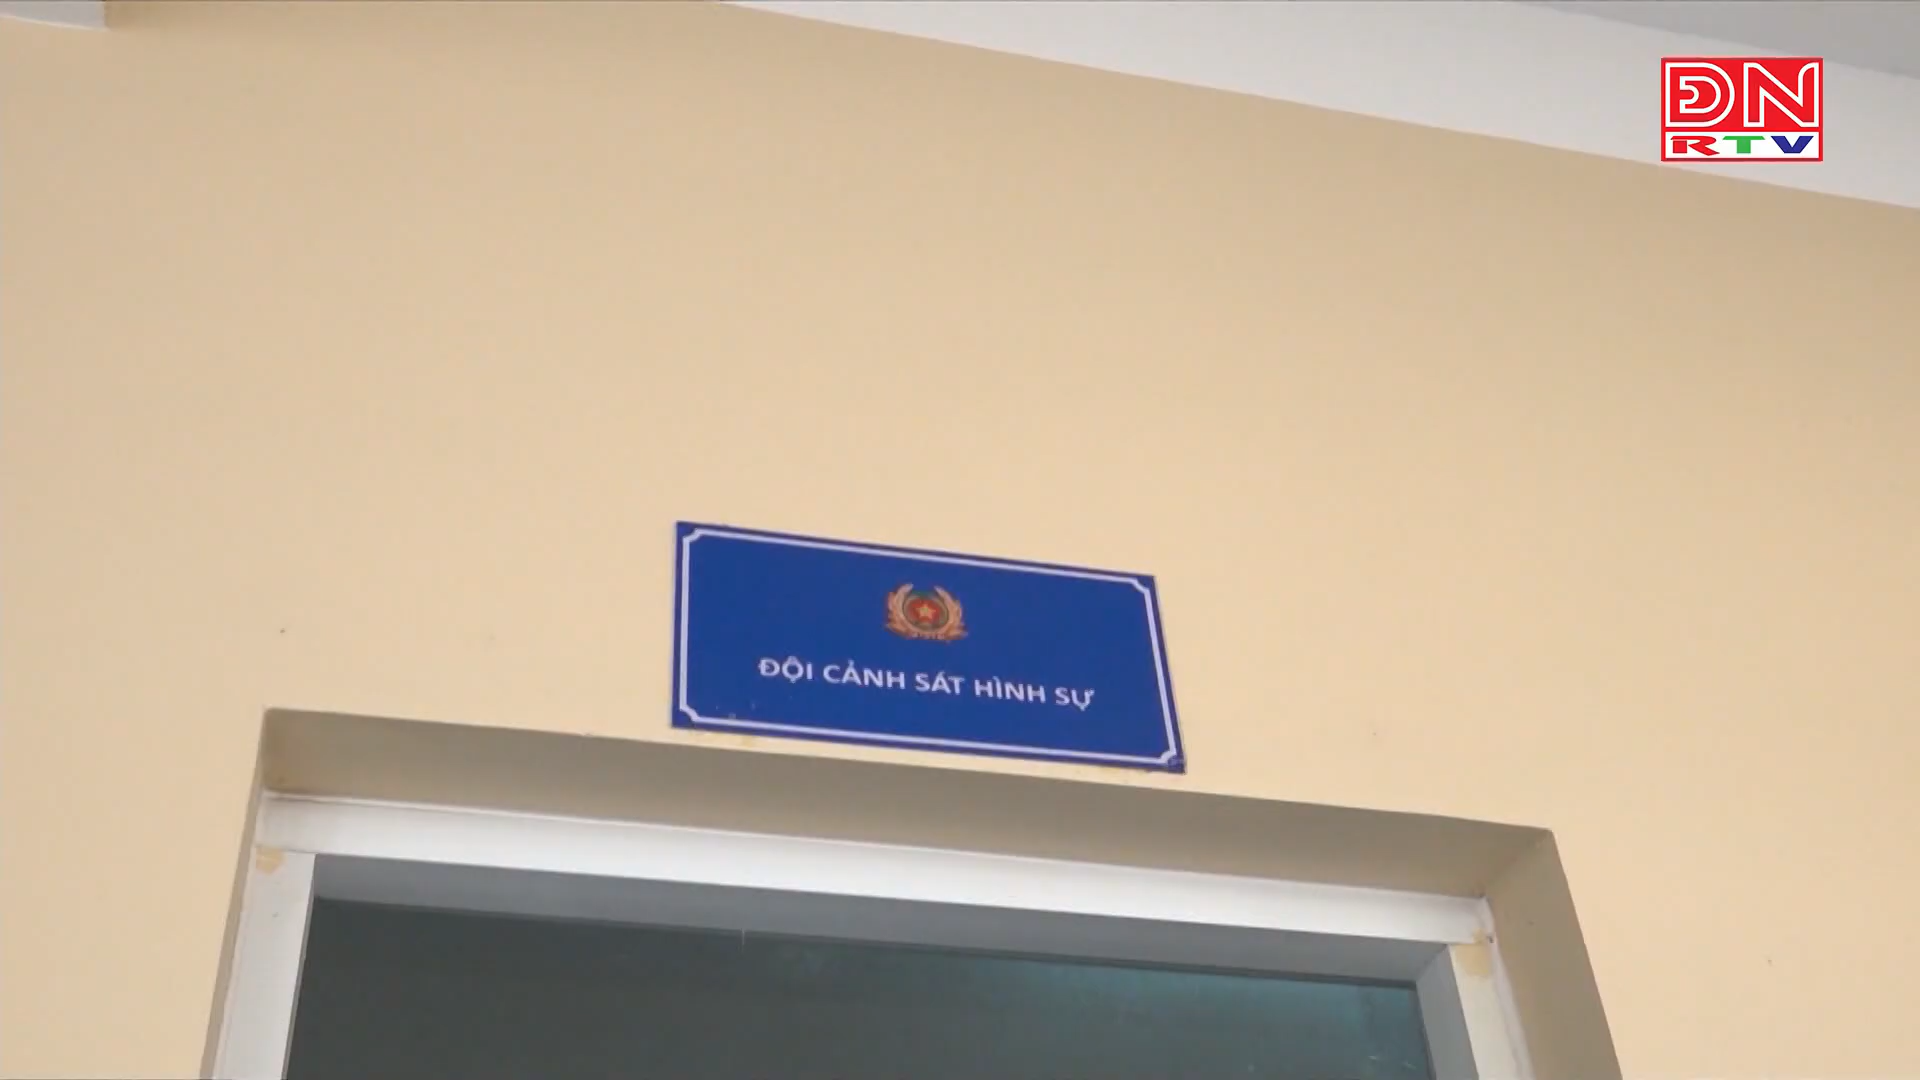 ĐN
RTV
ĐỘI CẢNH SÁT HÌNH SỰ